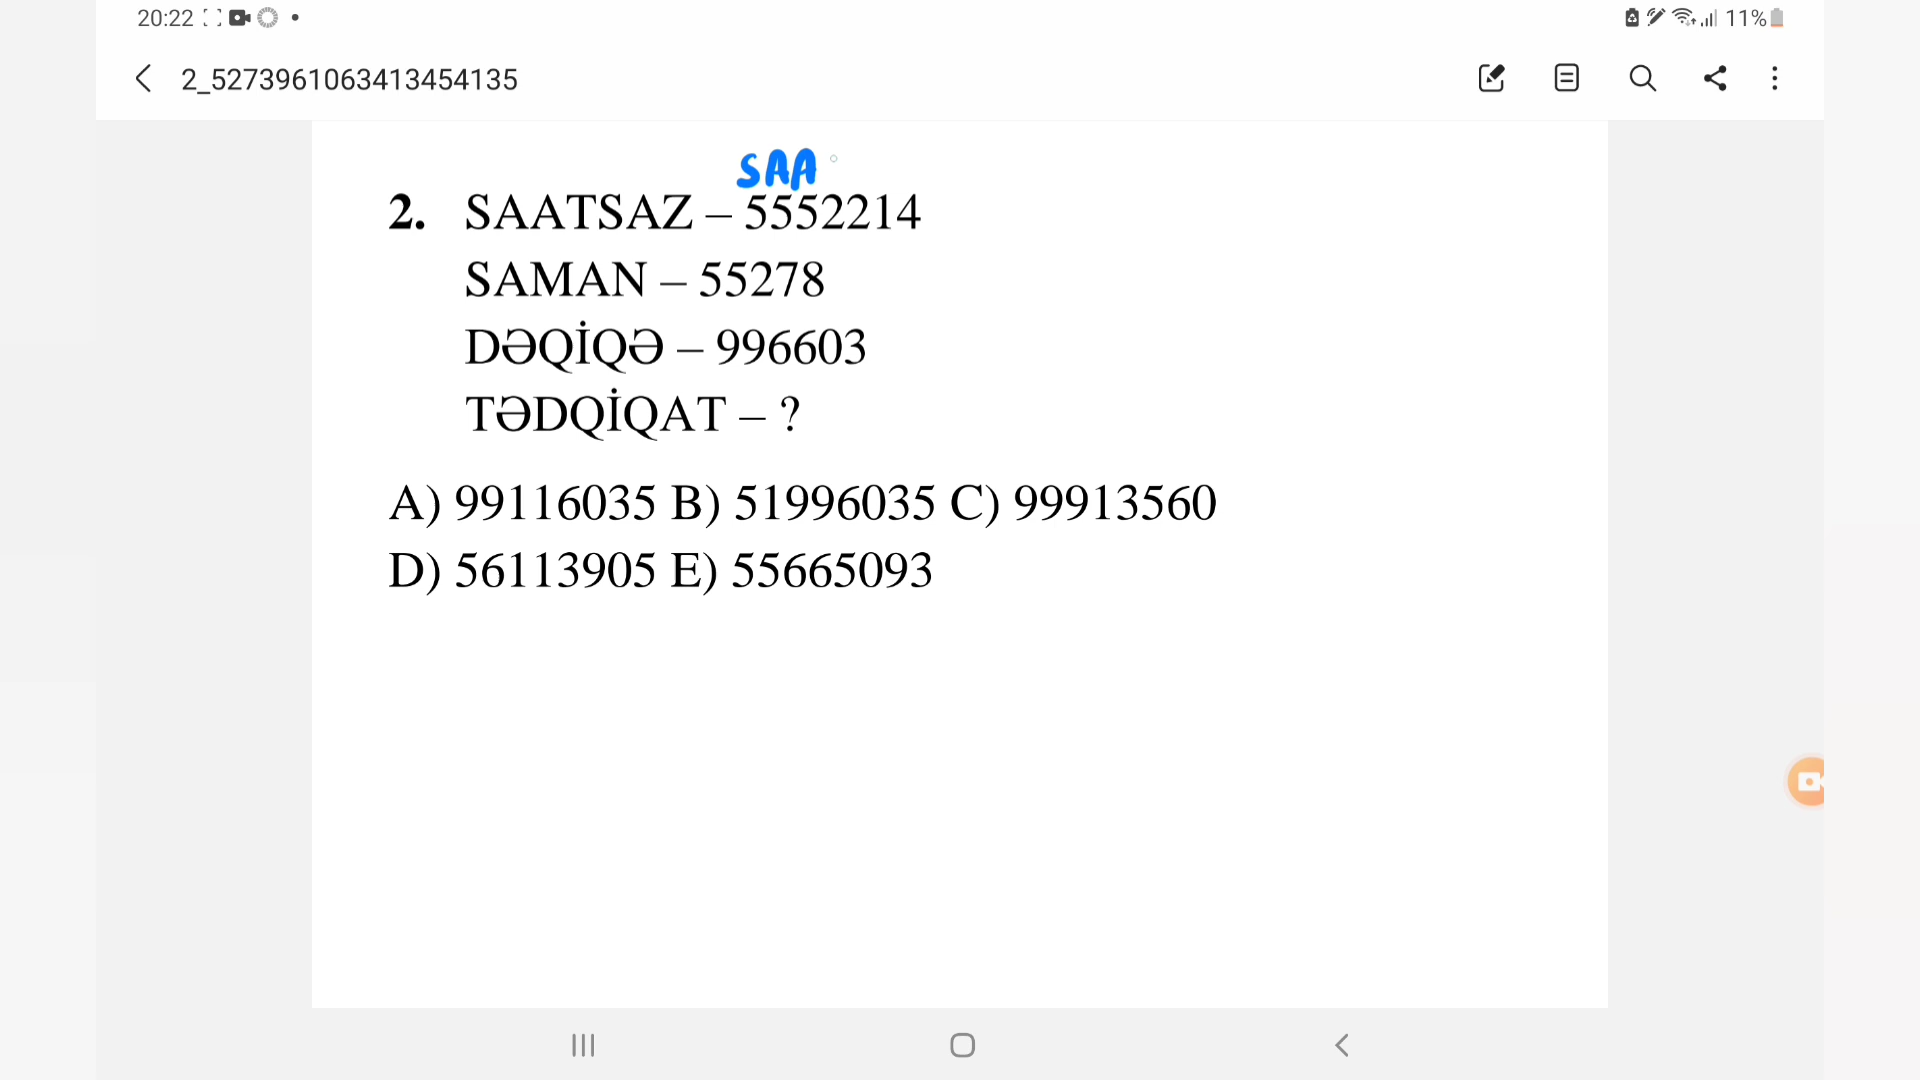 20:22 11%
2_5273961063413454135
SAA
2. SAATSAZ – 5552214
SAMAN – 55278
DƏQİQƏ – 996603
TƏDQİQAT – ?
A) 99116035 B) 51996035 C) 99913560
D) 56113905 E) 55665093